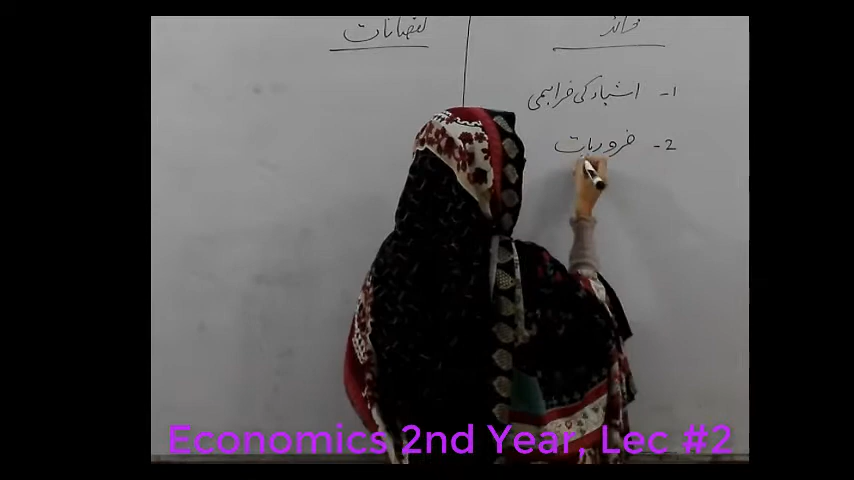 فوائد
نقصانات
1- اشیاء کی فراہمی
2- ضروریات
Economics 2nd Year, Lec #2